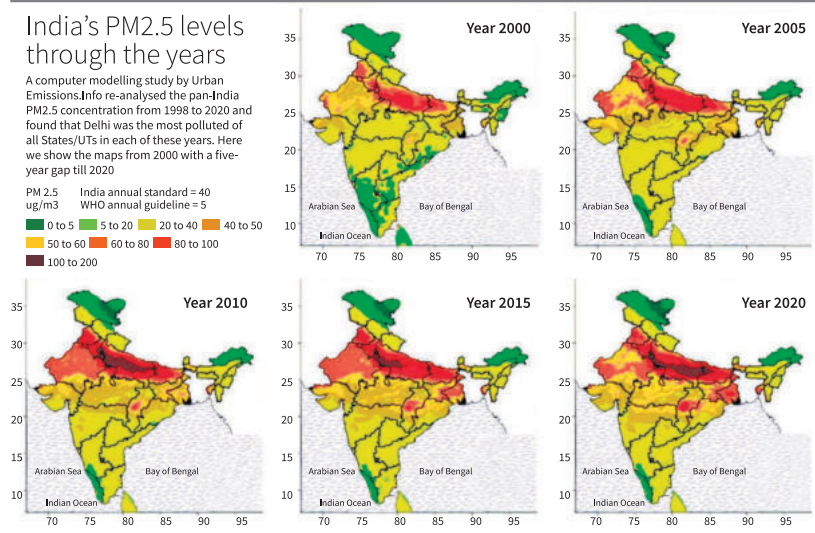 India's PM2.5 levels
through the years
A computer modelling study by Urban
Emissions.Info re-analysed the pan-India
PM2.5 concentration from 1998 to 2020 and
found that Delhi was the most polluted of
all States/UTs in each of these years. Here
we show the maps from 2000 with a five-
year gap till 2020
PM 2.5 India annual standard = 40
ug/m3 WHO annual guideline = 5
0 to 5 5 to 20 20 to 40 40 to 50
50 to 60 60 to 80 80 to 100
100 to 200
Year 2000
35
30
25
20
15
10
Arabian Sea
Bay of Bengal
Indian Ocean
70 75 80 85 90 95
Year 2005
35
30
25
20
15
10
Arabian Sea
Bay of Bengal
Indian Ocean
70 75 80 85 90 95
Year 2010
35
30
25
20
15
10
Arabian Sea
Bay of Bengal
Indian Ocean
70 75 80 85 90 95
Year 2015
35
30
25
20
15
10
Arabian Sea
Bay of Bengal
Indian Ocean
70 75 80 85 90 95
Year 2020
35
30
25
20
15
10
Arabian Sea
Bay of Bengal
Indian Ocean
70 75 80 85 90 95